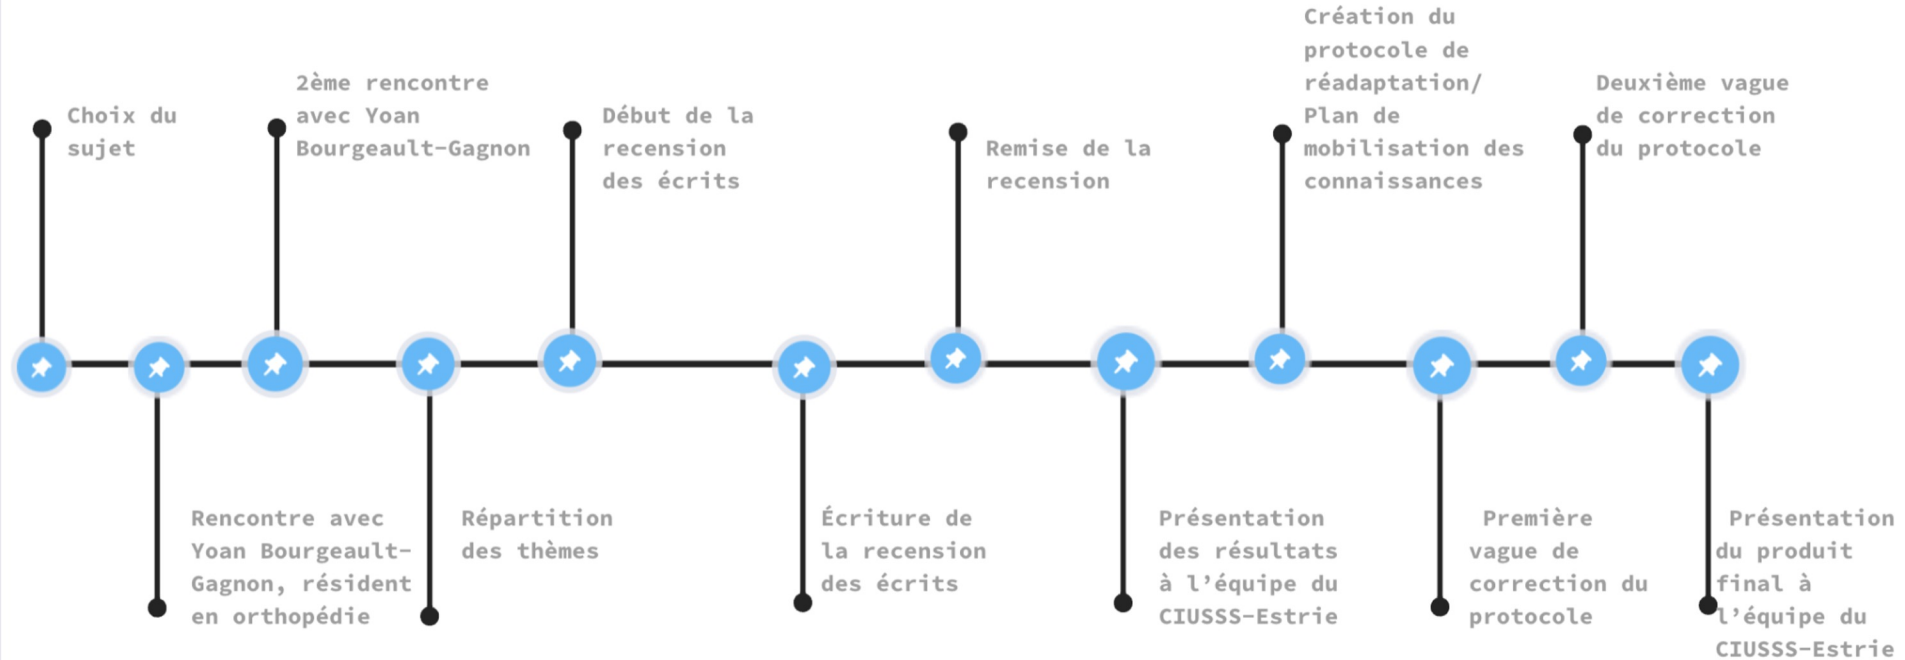 Choix du
sujet
Rencontre avec
Yoan Bourgeault-
Gagnon, résident
en orthopédie
2ème rencontre
avec Yoan
Bourgeault-Gagnon
Répartition
des thèmes
Début de la
recension
des écrits
Écriture de
la recension
des écrits
Remise de la
recension
Présentation
des résultats
à l’équipe du
CIUSSS-Estrie
Création du
protocole de
réadaptation/
Plan de
mobilisation des
connaissances
Première
vague de
correction du
protocole
Deuxième vague
de correction
du protocole
Présentation
du produit
final à
l’équipe du
CIUSSS-Estrie